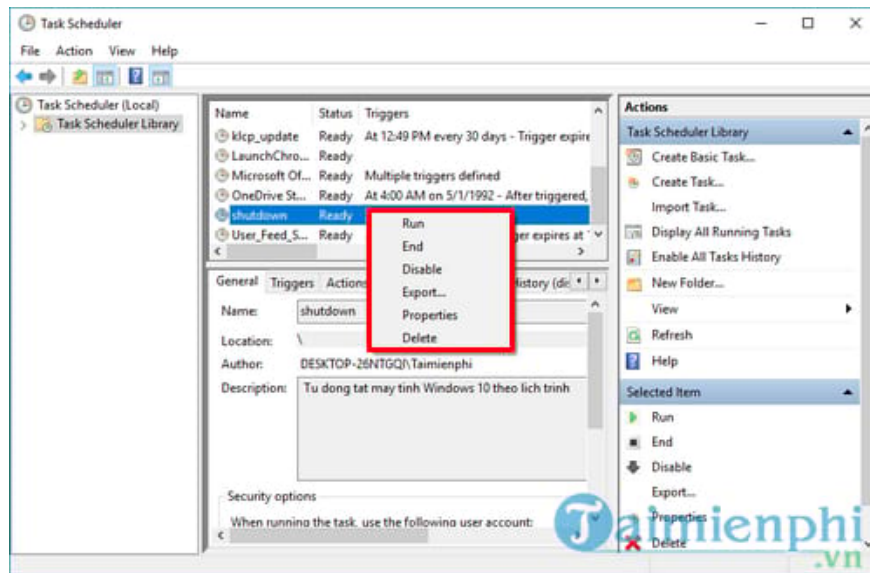 Task Scheduler
File Action View Help
Task Scheduler (Local)
Task Scheduler Library
Name Status Triggers
klcp_update Ready At 12:49 PM every 30 days - Trigger expire
LaunchChro... Ready
Microsoft Of... Ready Multiple triggers defined
OneDrive St... Ready At 4:00 AM on 5/1/1992 - After triggered,
shutdown Ready
User_Feed_S... Ready ger expires at
Run
End
Disable
Export...
Properties
Delete
General Triggers Actions History (dis
Name: shutdown
Location: \
Author: DESKTOP-26NTGQI\Taimienphi
Description: Tu dong tat may tinh Windows 10 theo lich trinh
Security options
When running the task, use the following user account:
Actions
Task Scheduler Library
Create Basic Task...
Create Task...
Import Task...
Display All Running Tasks
Enable All Tasks History
New Folder...
View
Refresh
Help
Selected Item
Run
End
Disable
Export...
Properties
Delete
Taimienphi
.vn